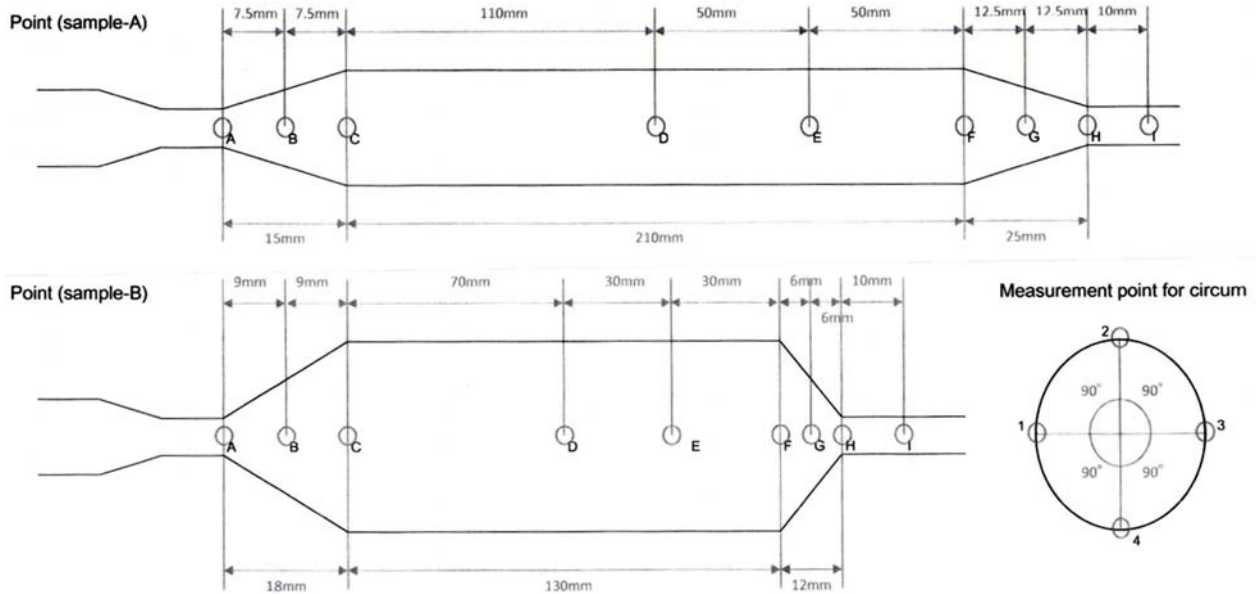 Point (sample-A)
7.5mm 7.5mm 110mm 50mm 50mm 12.5mm 12.5mm 10mm
A B C D E F G H I
15mm 210mm 25mm
Point (sample-B)
9mm 9mm 70mm 30mm 30mm 6mm 10mm
6mm
A B C D E F G H I
18mm 130mm 12mm
Measurement point for circum
2
90° 90°
1 3
90° 90°
4